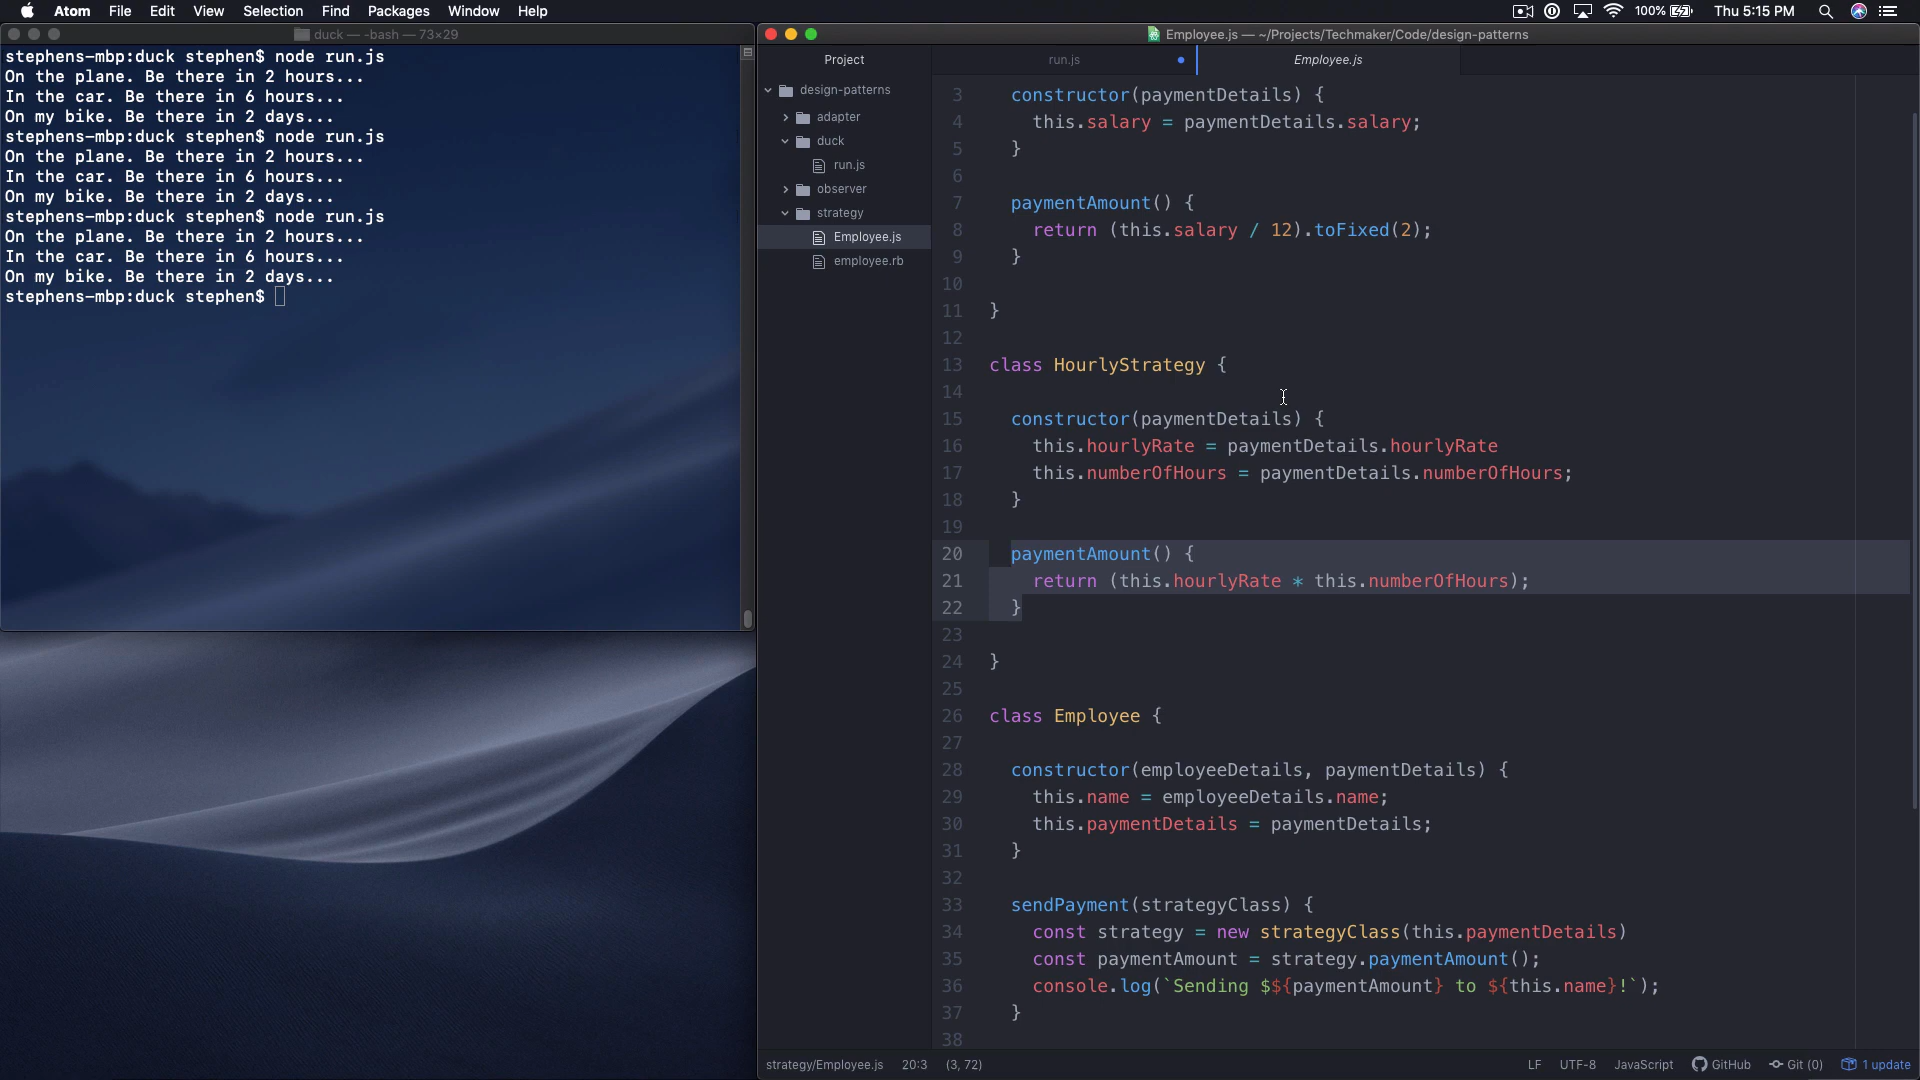 Atom File Edit View Selection Find Packages Window Help 100% Thu 5:15 PM
duck — -bash — 73×29
stephens-mbp:duck stephen$ node run.js
On the plane. Be there in 2 hours...
In the car. Be there in 6 hours...
On my bike. Be there in 2 days...
stephens-mbp:duck stephen$ node run.js
On the plane. Be there in 2 hours...
In the car. Be there in 6 hours...
On my bike. Be there in 2 days...
stephens-mbp:duck stephen$ node run.js
On the plane. Be there in 2 hours...
In the car. Be there in 6 hours...
On my bike. Be there in 2 days...
stephens-mbp:duck stephen$
Employee.js — ~/Projects/Techmaker/Code/design-patterns
Project
design-patterns
adapter
duck
run.js
observer
strategy
Employee.js
employee.rb
run.js Employee.js
3 constructor(paymentDetails) {
4 this.salary = paymentDetails.salary;
5 }
6
7 paymentAmount() {
8 return (this.salary / 12).toFixed(2);
9 }
10
11 }
12
13 class HourlyStrategy {
14
15 constructor(paymentDetails) {
16 this.hourlyRate = paymentDetails.hourlyRate
17 this.numberOfHours = paymentDetails.numberOfHours;
18 }
19
20 paymentAmount() {
21 return (this.hourlyRate * this.numberOfHours);
22 }
23
24 }
25
26 class Employee {
27
28 constructor(employeeDetails, paymentDetails) {
29 this.name = employeeDetails.name;
30 this.paymentDetails = paymentDetails;
31 }
32
33 sendPayment(strategyClass) {
34 const strategy = new strategyClass(this.paymentDetails)
35 const paymentAmount = strategy.paymentAmount();
36 console.log(`Sending $${paymentAmount} to ${this.name}!`);
37 }
38
strategy/Employee.js 20:3 (3, 72) LF UTF-8 JavaScript GitHub Git (0) 1 update